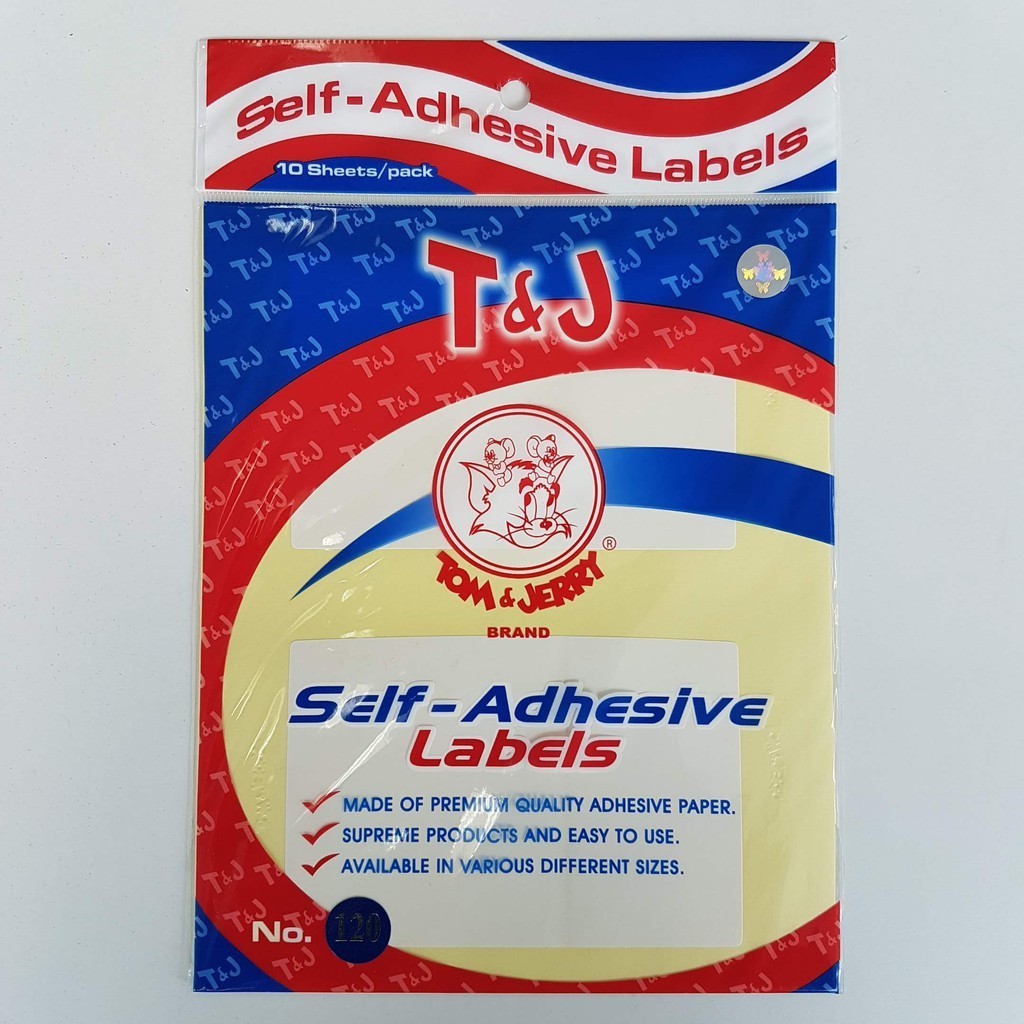 Self-Adhesive Labels
10 Sheets/pack
T&J
TOM & JERRY ®
BRAND
Self-Adhesive
Labels
MADE OF PREMIUM QUALITY ADHESIVE PAPER.
SUPREME PRODUCTS AND EASY TO USE.
AVAILABLE IN VARIOUS DIFFERENT SIZES.
No. 120